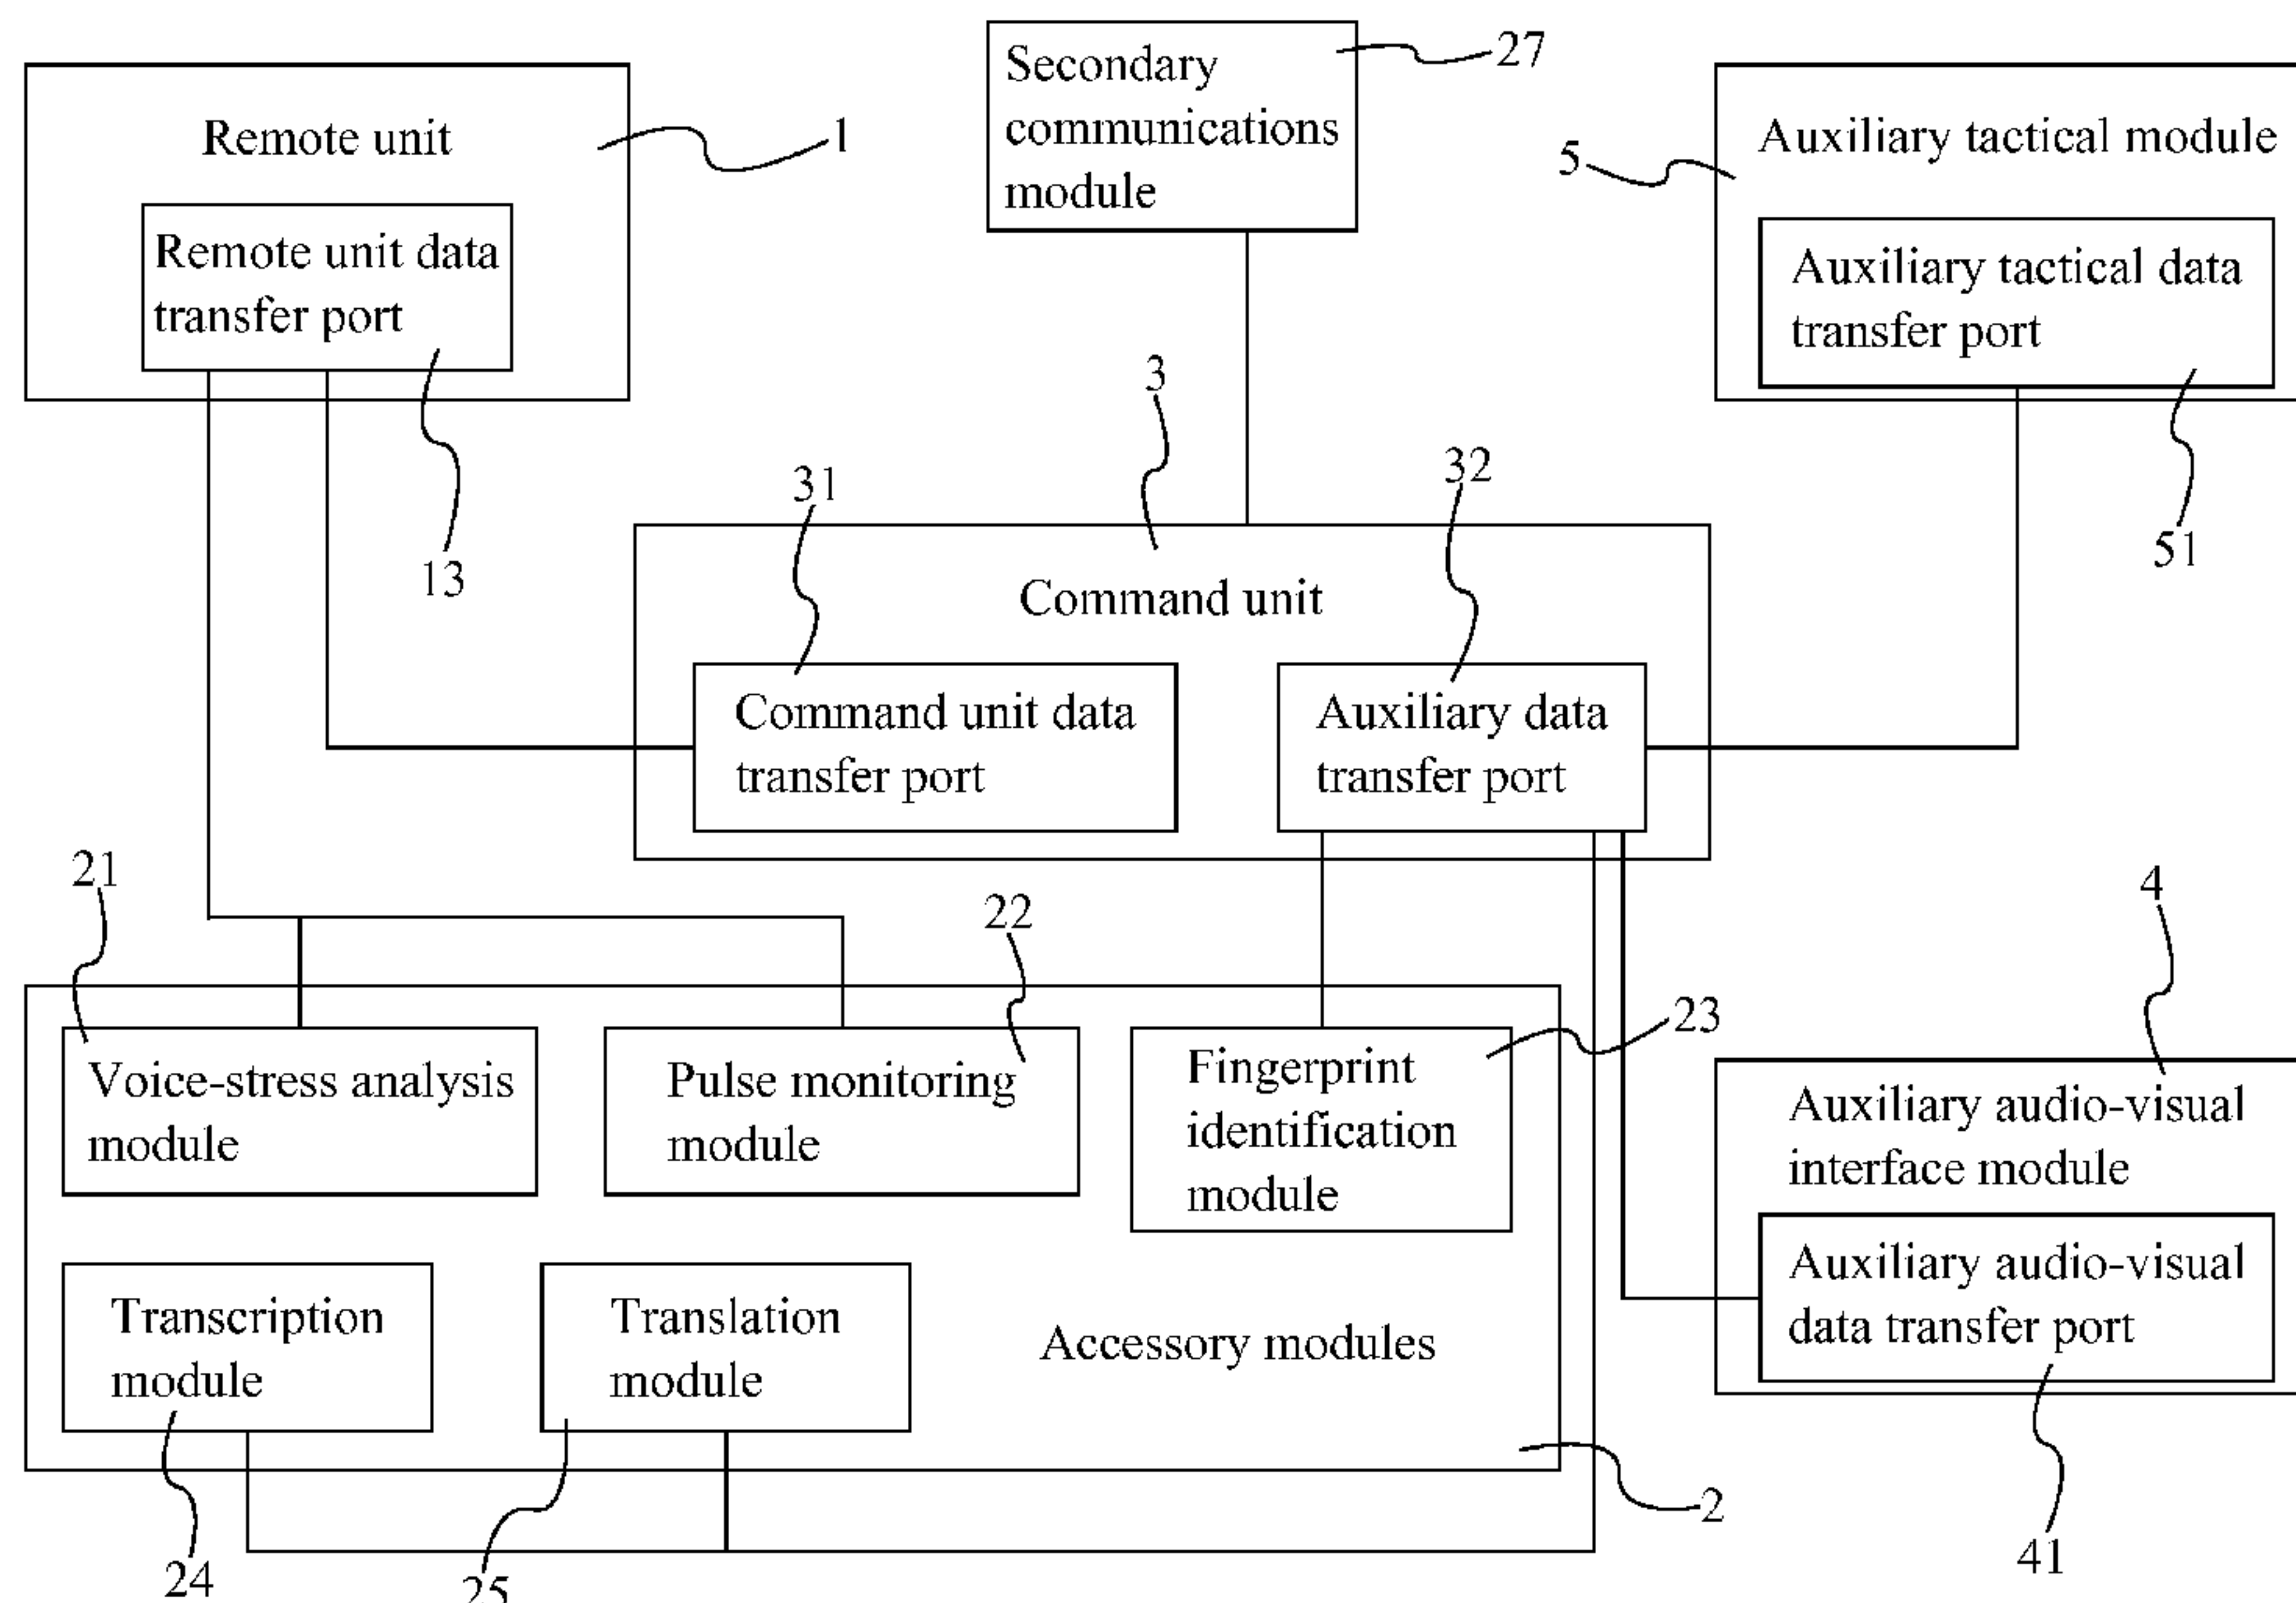 Remote unit
1
Remote unit data
transfer port
13
Secondary
communications
module
27
Auxiliary tactical module
5
Auxiliary tactical data
transfer port
51
3
31
32
Command unit
Command unit data
transfer port
Auxiliary data
transfer port
21
22
23
4
Voice-stress analysis
module
Pulse monitoring
module
Fingerprint
identification
module
Auxiliary audio-visual
interface module
Auxiliary audio-visual
data transfer port
41
Transcription
module
Translation
module
Accessory modules
24
25
2